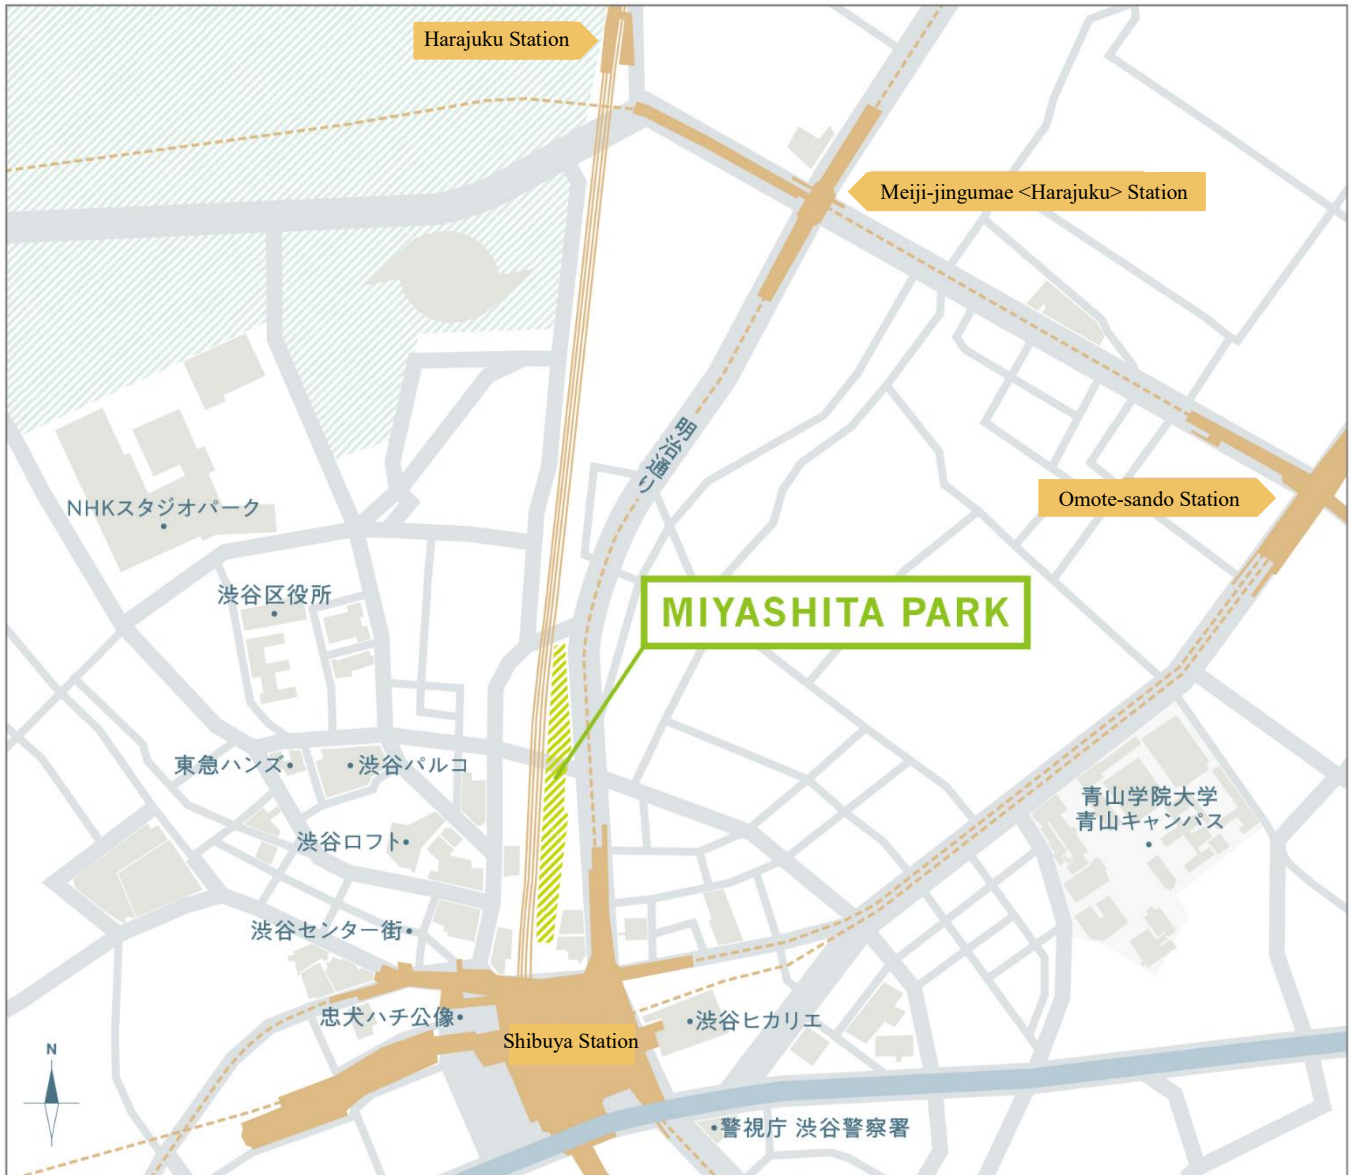 Harajuku Station
Meiji-jingumae <Harajuku> Station
明治通り
Omote-sando Station
NHKスタジオパーク
渋谷区役所
MIYASHITA PARK
東急ハンズ
渋谷パルコ
青山学院大学
青山キャンパス
渋谷ロフト
渋谷センター街
忠犬ハチ公像
渋谷ヒカリエ
Shibuya Station
N
警視庁 渋谷警察署